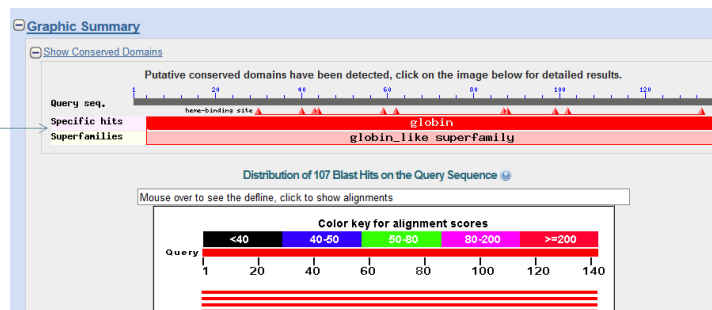 Graphic Summary
Show Conserved Domains
Putative conserved domains have been detected, click on the image below for detailed results.
1 20 40 60 80 100 120
Query seq.
heme-binding site
Specific hits globin
Superfamilies globin_like superfamily
Distribution of 107 Blast Hits on the Query Sequence
Mouse over to see the defline, click to show alignments
Color key for alignment scores
<40 40-50 50-80 80-200 >=200
Query
1 20 40 60 80 100 120 140